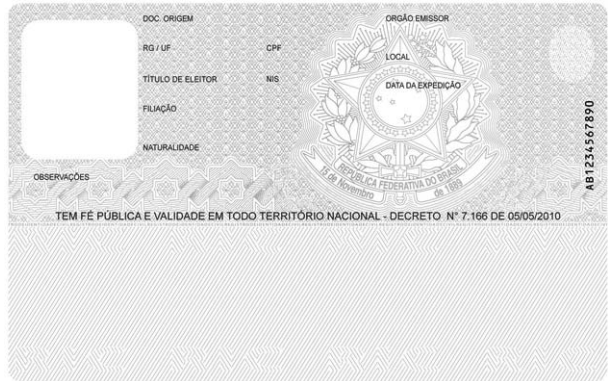 DOC. ORIGEM ORGÃO EMISSOR
RG / UF CPF
LOCAL
TÍTULO DE ELEITOR NIS
DATA DA EXPEDIÇÃO
FILIAÇÃO
NATURALIDADE
OBSERVAÇÕES
REPÚBLICA FEDERATIVA DO BRASIL
15 de Novembro de 1889
AB1234567890
TEM FÉ PÚBLICA E VALIDADE EM TODO TERRITÓRIO NACIONAL - DECRETO N° 7.166 DE 05/05/2010